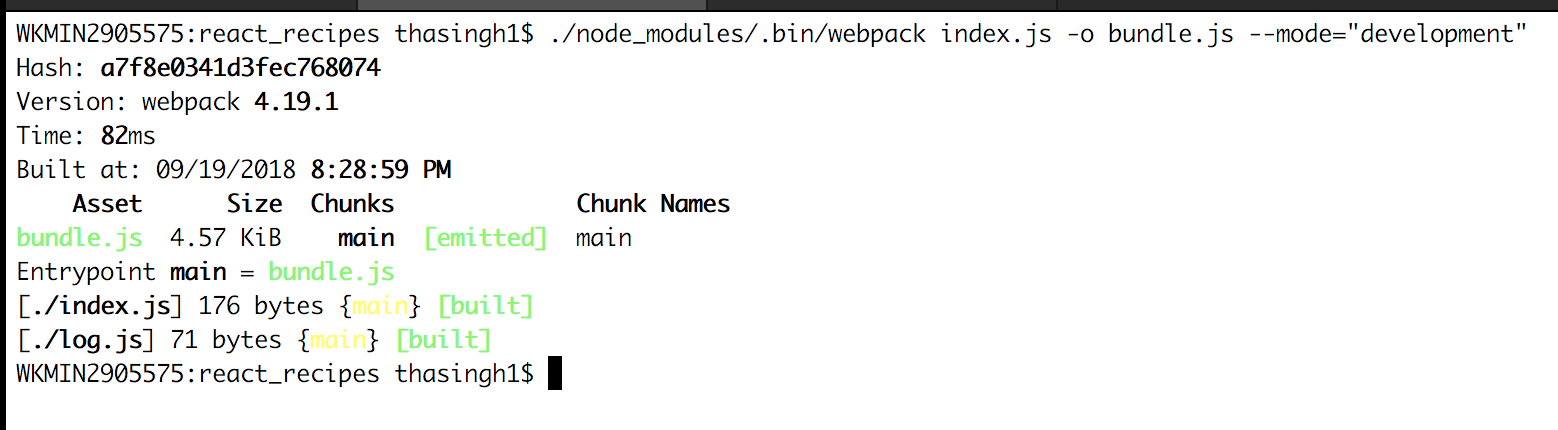 WKMIN2905575:react_recipes thasingh1$ ./node_modules/.bin/webpack index.js -o bundle.js --mode="development"
Hash: a7f8e0341d3fec768074
Version: webpack 4.19.1
Time: 82ms
Built at: 09/19/2018 8:28:59 PM
    Asset      Size  Chunks             Chunk Names
bundle.js  4.57 KiB    main  [emitted]  main
Entrypoint main = bundle.js
[./index.js] 176 bytes {main} [built]
[./log.js] 71 bytes {main} [built]
WKMIN2905575:react_recipes thasingh1$